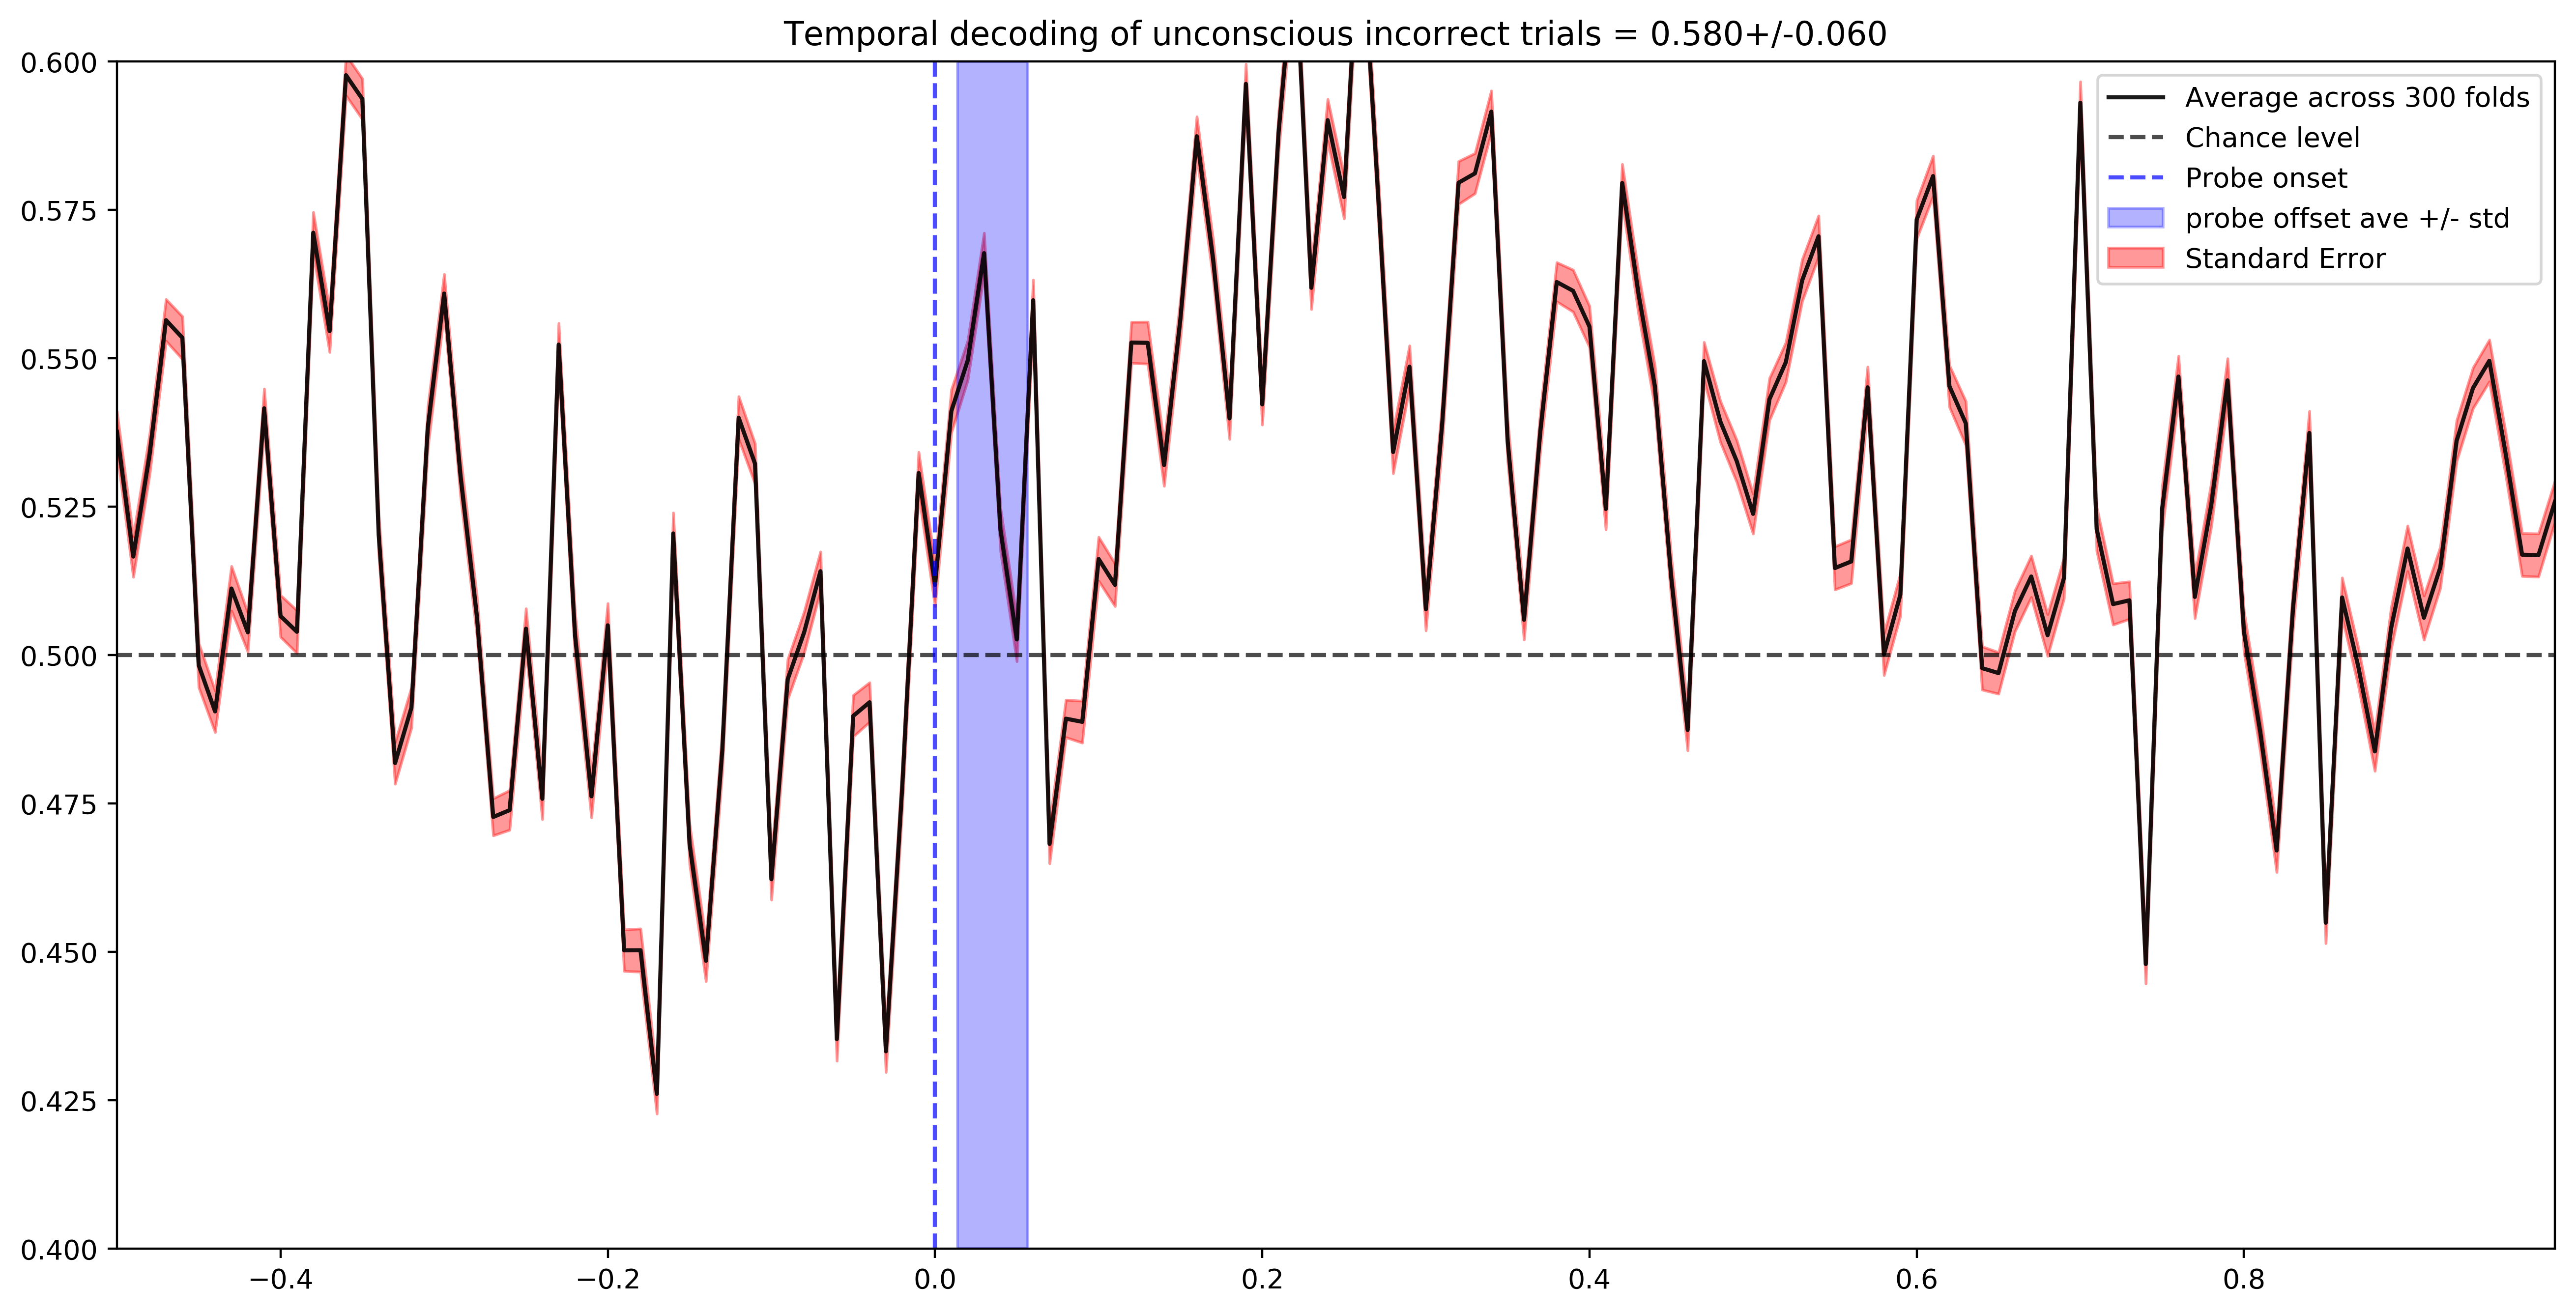 Temporal decoding of unconscious incorrect trials = 0.580+/-0.060
0.600
0.575
0.550
0.525
0.500
0.475
0.450
0.425
0.400
Average across 300 folds
Chance level
Probe onset
probe offset ave +/- std
Standard Error
−0.4
−0.2
0.0
0.2
0.4
0.6
0.8